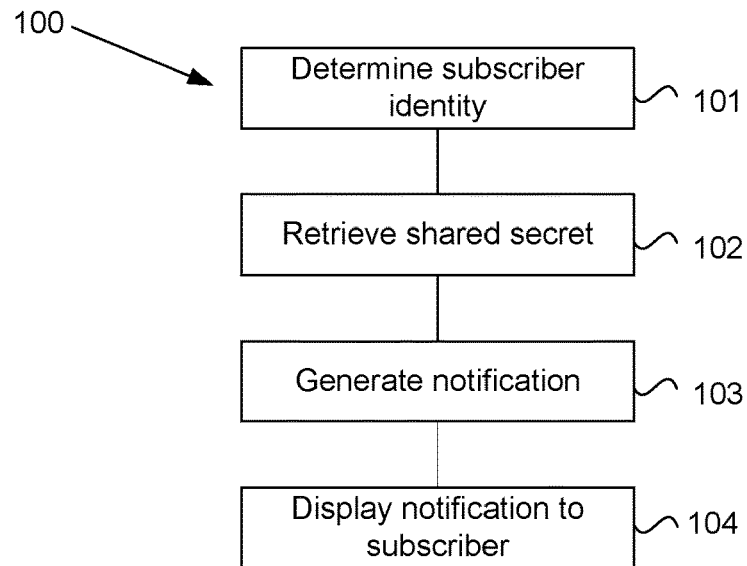 100
Determine subscriber
identity
101
Retrieve shared secret
102
Generate notification
103
Display notification to
subscriber
104